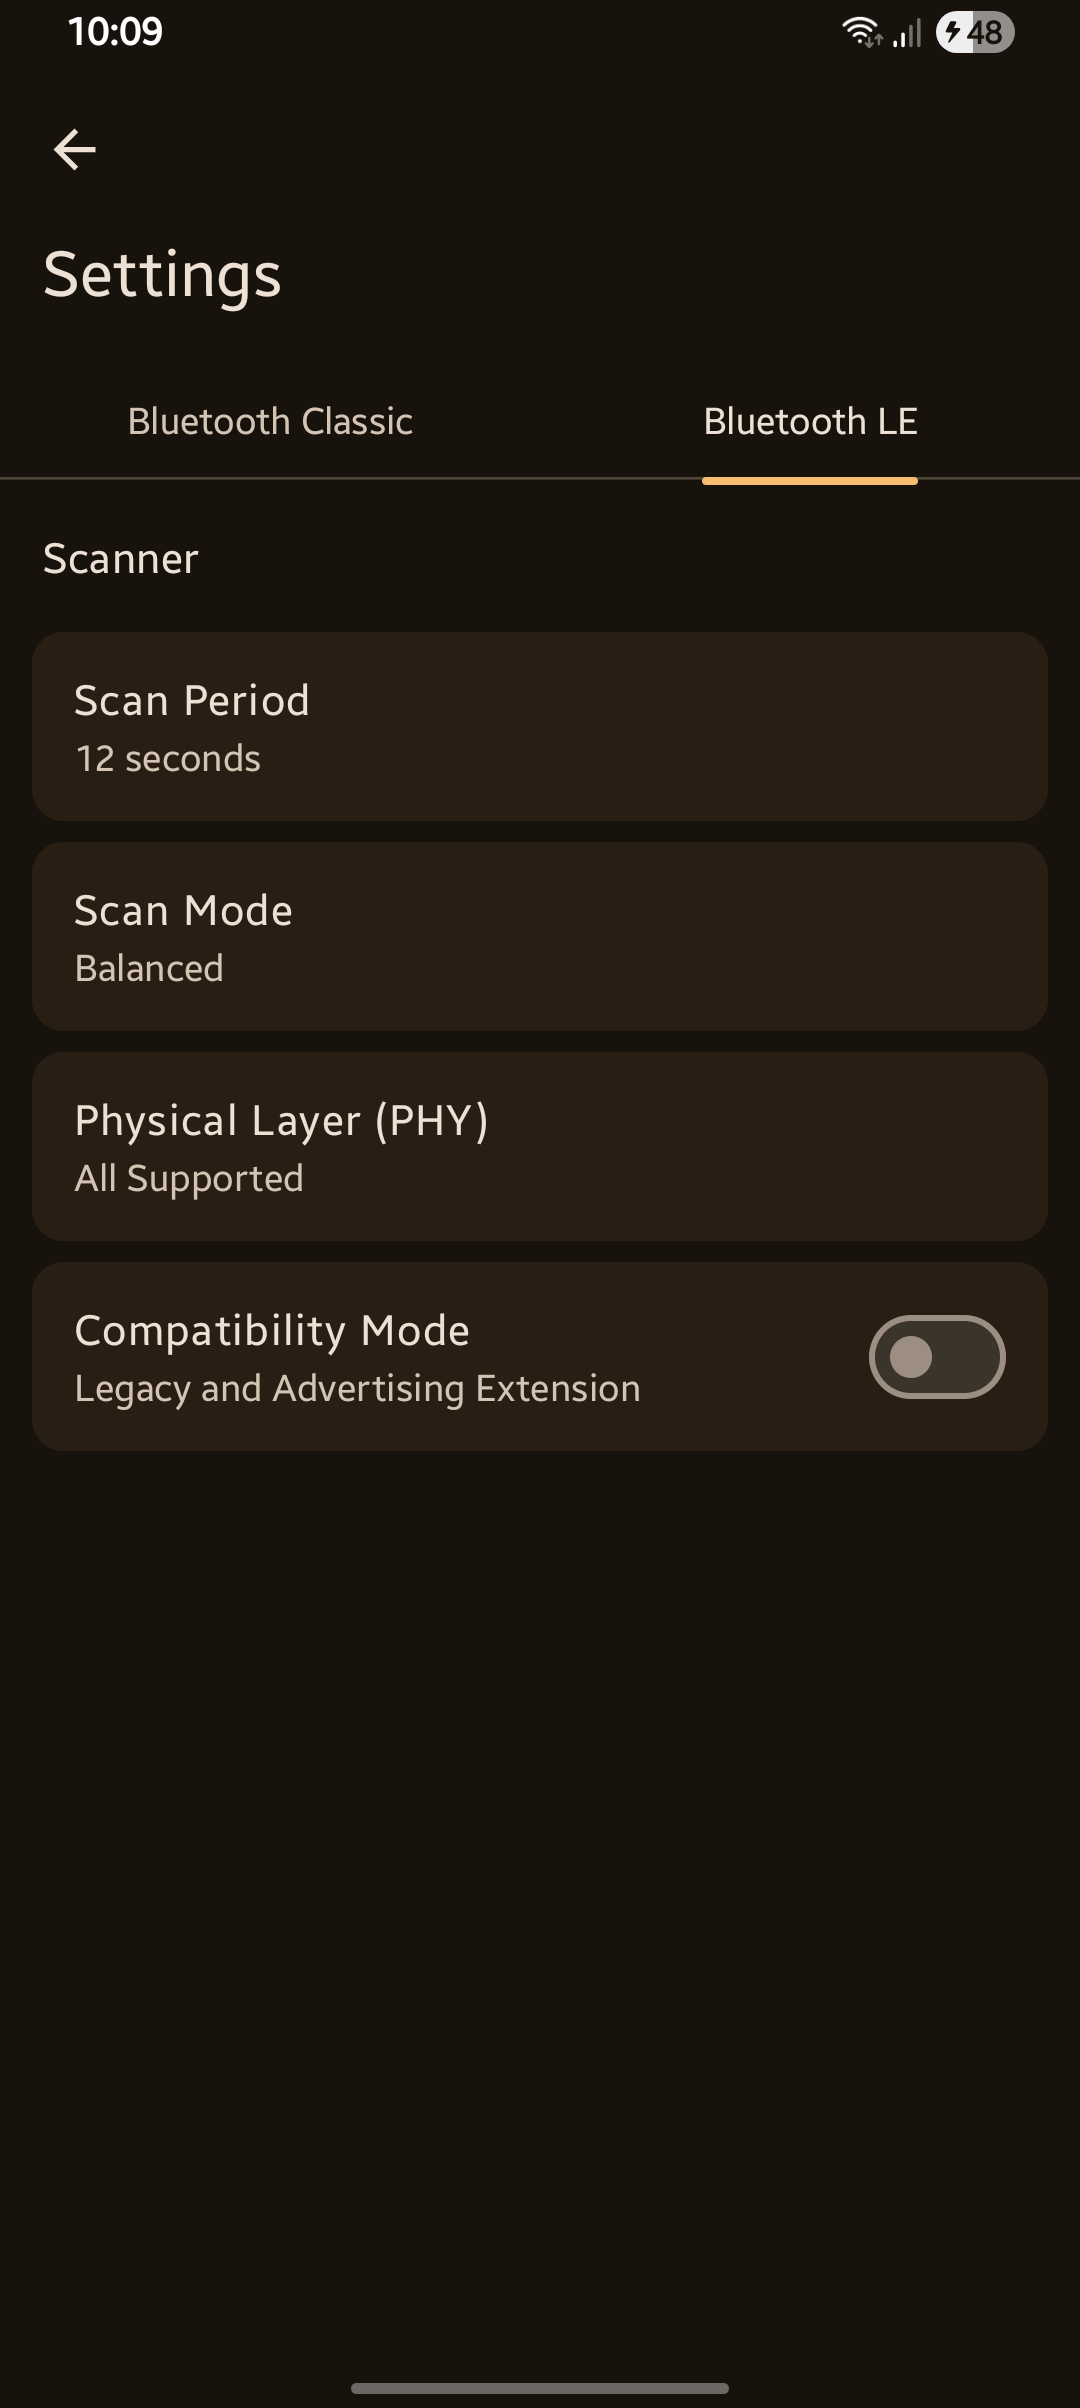 10:09
48
Settings
Bluetooth Classic
Bluetooth LE
Scanner
Scan Period
12 seconds
Scan Mode
Balanced
Physical Layer (PHY)
All Supported
Compatibility Mode
Legacy and Advertising Extension